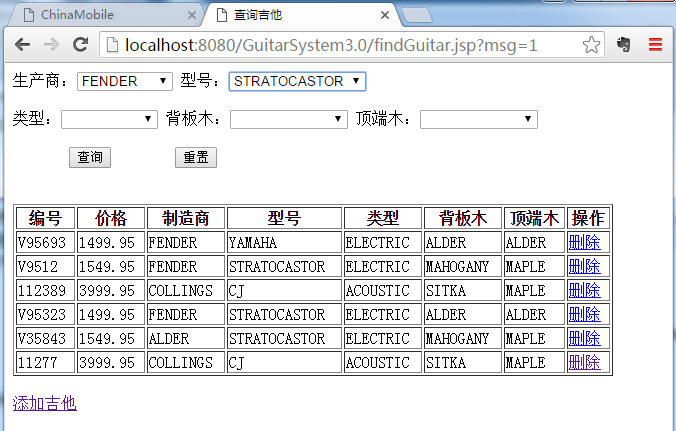 ChinaMobile 查询吉他
localhost:8080/GuitarSystem3.0/findGuitar.jsp?msg=1
生产商： FENDER 型号： STRATOCASTOR
类型： 背板木： 顶端木：
查询 重置
编号 价格 制造商 型号 类型 背板木 顶端木 操作
V95693 1499.95 FENDER YAMAHA ELECTRIC ALDER ALDER 删除
V9512 1549.95 FENDER STRATOCASTOR ELECTRIC MAHOGANY MAPLE 删除
112389 3999.95 COLLINGS CJ ACOUSTIC SITKA MAPLE 删除
V95323 1499.95 FENDER STRATOCASTOR ELECTRIC ALDER ALDER 删除
V35843 1549.95 ALDER STRATOCASTOR ELECTRIC MAHOGANY MAPLE 删除
11277 3999.95 COLLINGS CJ ACOUSTIC SITKA MAPLE 删除
添加吉他